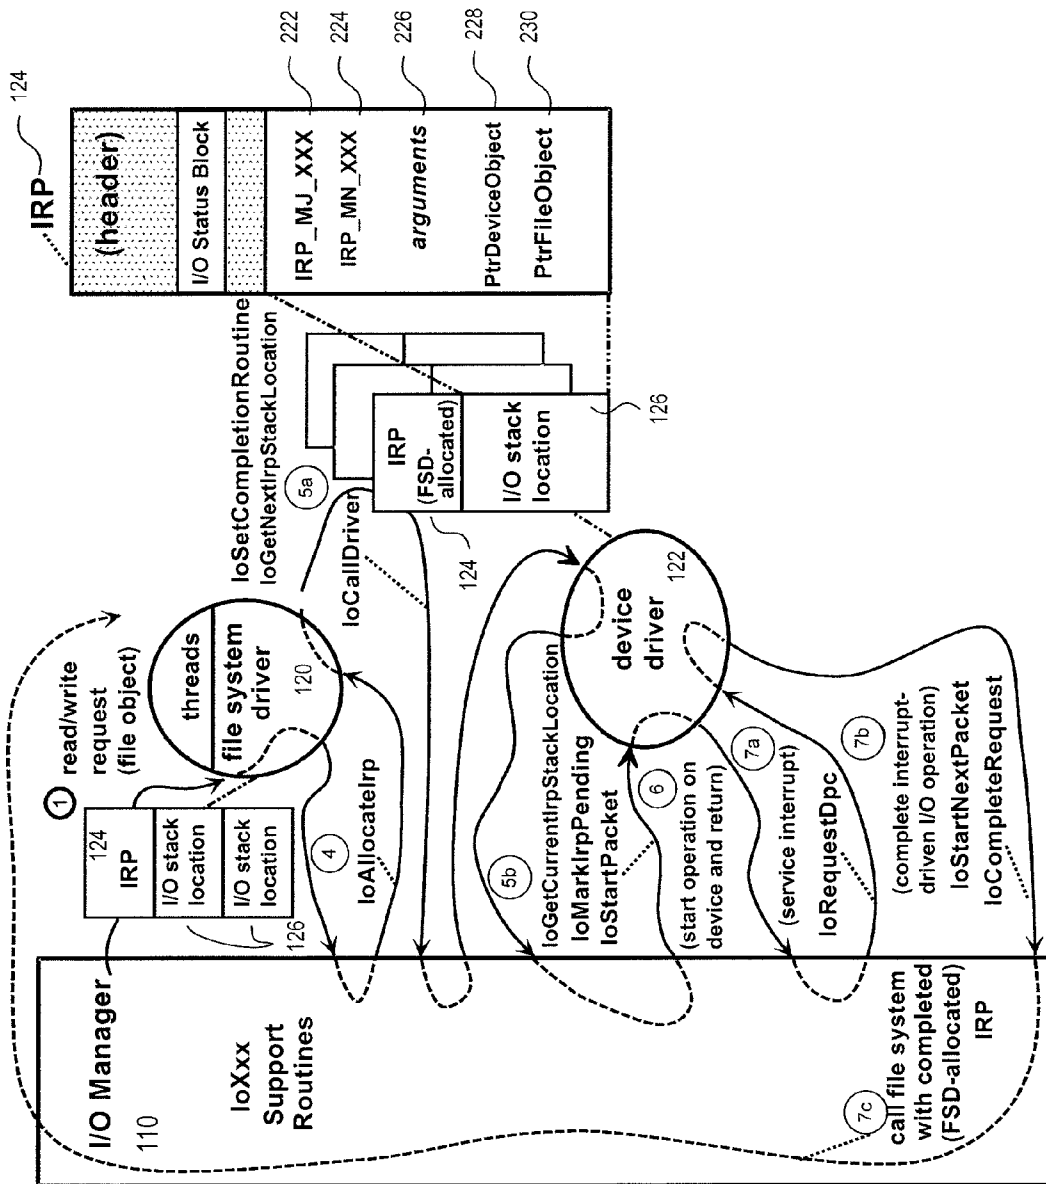 I/O Manager
110
IoXxx
Support
Routines
call file system
with completed
(FSD-allocated)
IRP
7c
1
read/write
request
(file object)
124
IRP
I/O stack
location
I/O stack
location
126
threads
file system
driver
120
4
IoAllocateIrp
IoSetCompletionRoutine
IoGetNextIrpStackLocation
5a
IoCallDriver
IRP
(FSD-
allocated)
I/O stack
location
124
126
5b
IoGetCurrentIrpStackLocation
IoMarkIrpPending
IoStartPacket
6
(start operation on
device and return)
device
driver
122
7a
(service interrupt)
IoRequestDpc
7b
(complete interrupt-
driven I/O operation)
IoStartNextPacket
IoCompleteRequest
IRP
124
(header)
I/O Status Block
IRP_MJ_XXX
222
IRP_MN_XXX
224
arguments
226
PtrDeviceObject
228
PtrFileObject
230